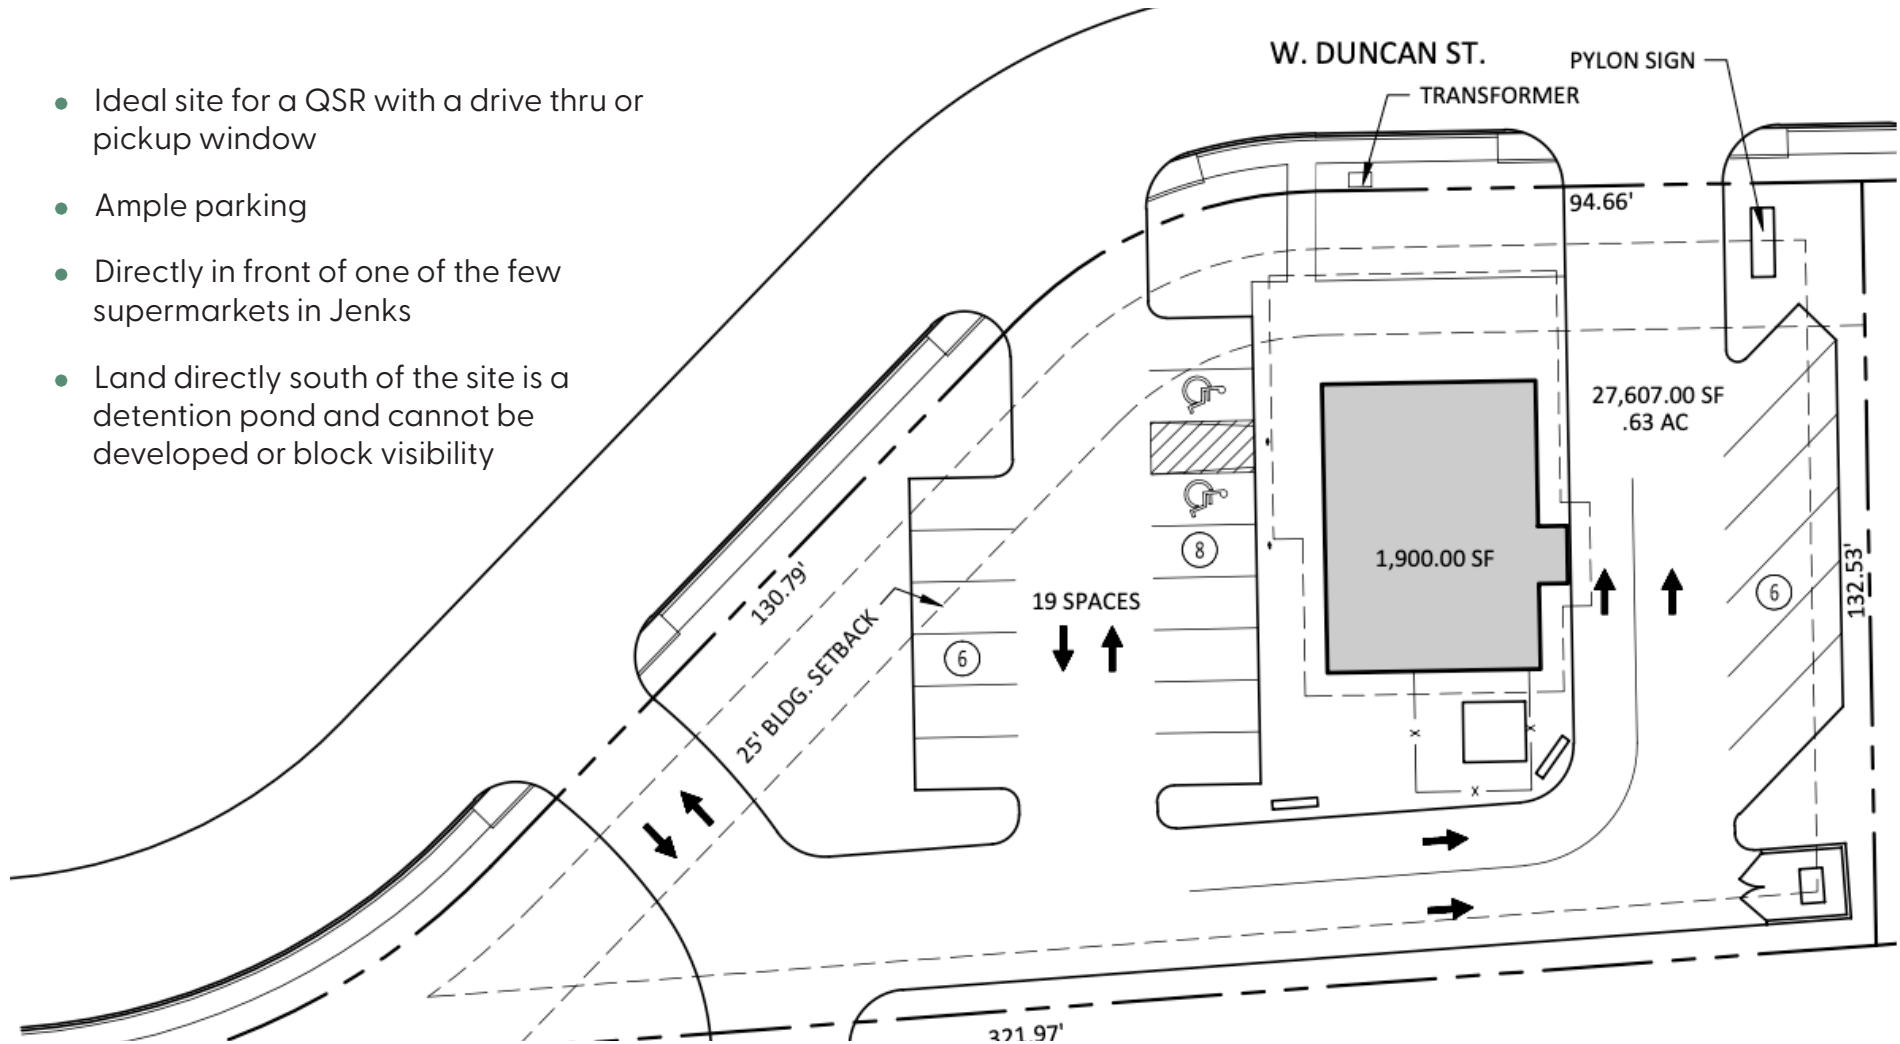 Ideal site for a QSR with a drive thru or
pickup window
Ample parking
Directly in front of one of the few
supermarkets in Jenks
Land directly south of the site is a
detention pond and cannot be
developed or block visibility
W. DUNCAN ST.
PYLON SIGN
TRANSFORMER
94.66'
27,607.00 SF
.63 AC
8
1,900.00 SF
130.79'
19 SPACES
6
132.53'
6
25' BLDG. SETBACK
x
x
x
321.97'